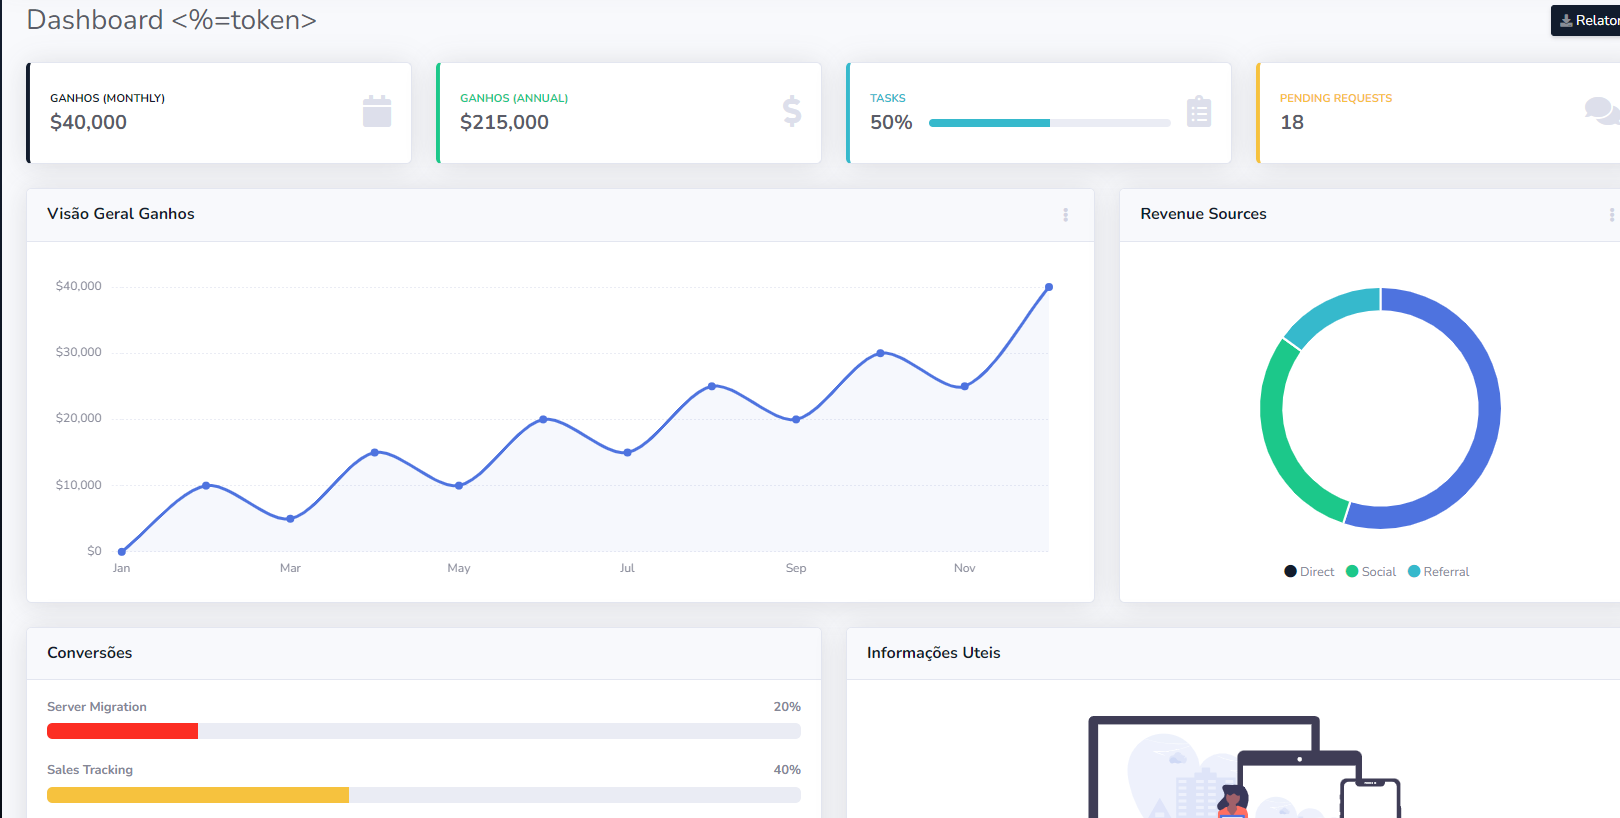 Dashboard <%=token>
Relator
GANHOS (MONTHLY)
$40,000
GANHOS (ANNUAL)
$215,000
TASKS
50%
PENDING REQUESTS
18
Visão Geral Ganhos
$40,000
$30,000
$20,000
$10,000
$0
Jan Mar May Jul Sep Nov
Revenue Sources
Direct Social Referral
Conversões
Server Migration 20%
Sales Tracking 40%
Informações Uteis